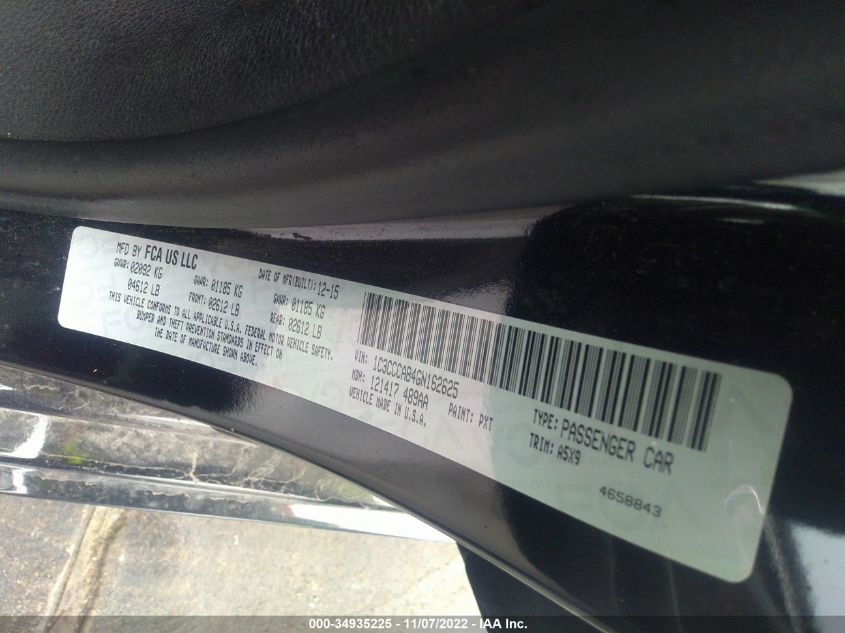 MFD BY FCA US LLC
DATE OF MFR(BUILT): 12-15
GVWR: 02092 KG
04612 LB
GAWR: 01185 KG
FRONT: 02612 LB
GAWR: 01185 KG
REAR: 02612 LB
THIS VEHICLE CONFORMS TO ALL APPLICABLE U.S.A. FEDERAL MOTOR VEHICLE SAFETY,
BUMPER AND THEFT PREVENTION STANDARDS IN EFFECT ON
THE DATE OF MANUFACTURE SHOWN ABOVE.
VIN: 1C3CCCAB4GN162625
MDH: 121417 489AA
VEHICLE MADE IN U.S.A.
PAINT: PXT
TYPE: PASSENGER CAR
TRIM: A5X9
4658843
000-34935225 - 11/07/2022 - IAA Inc.